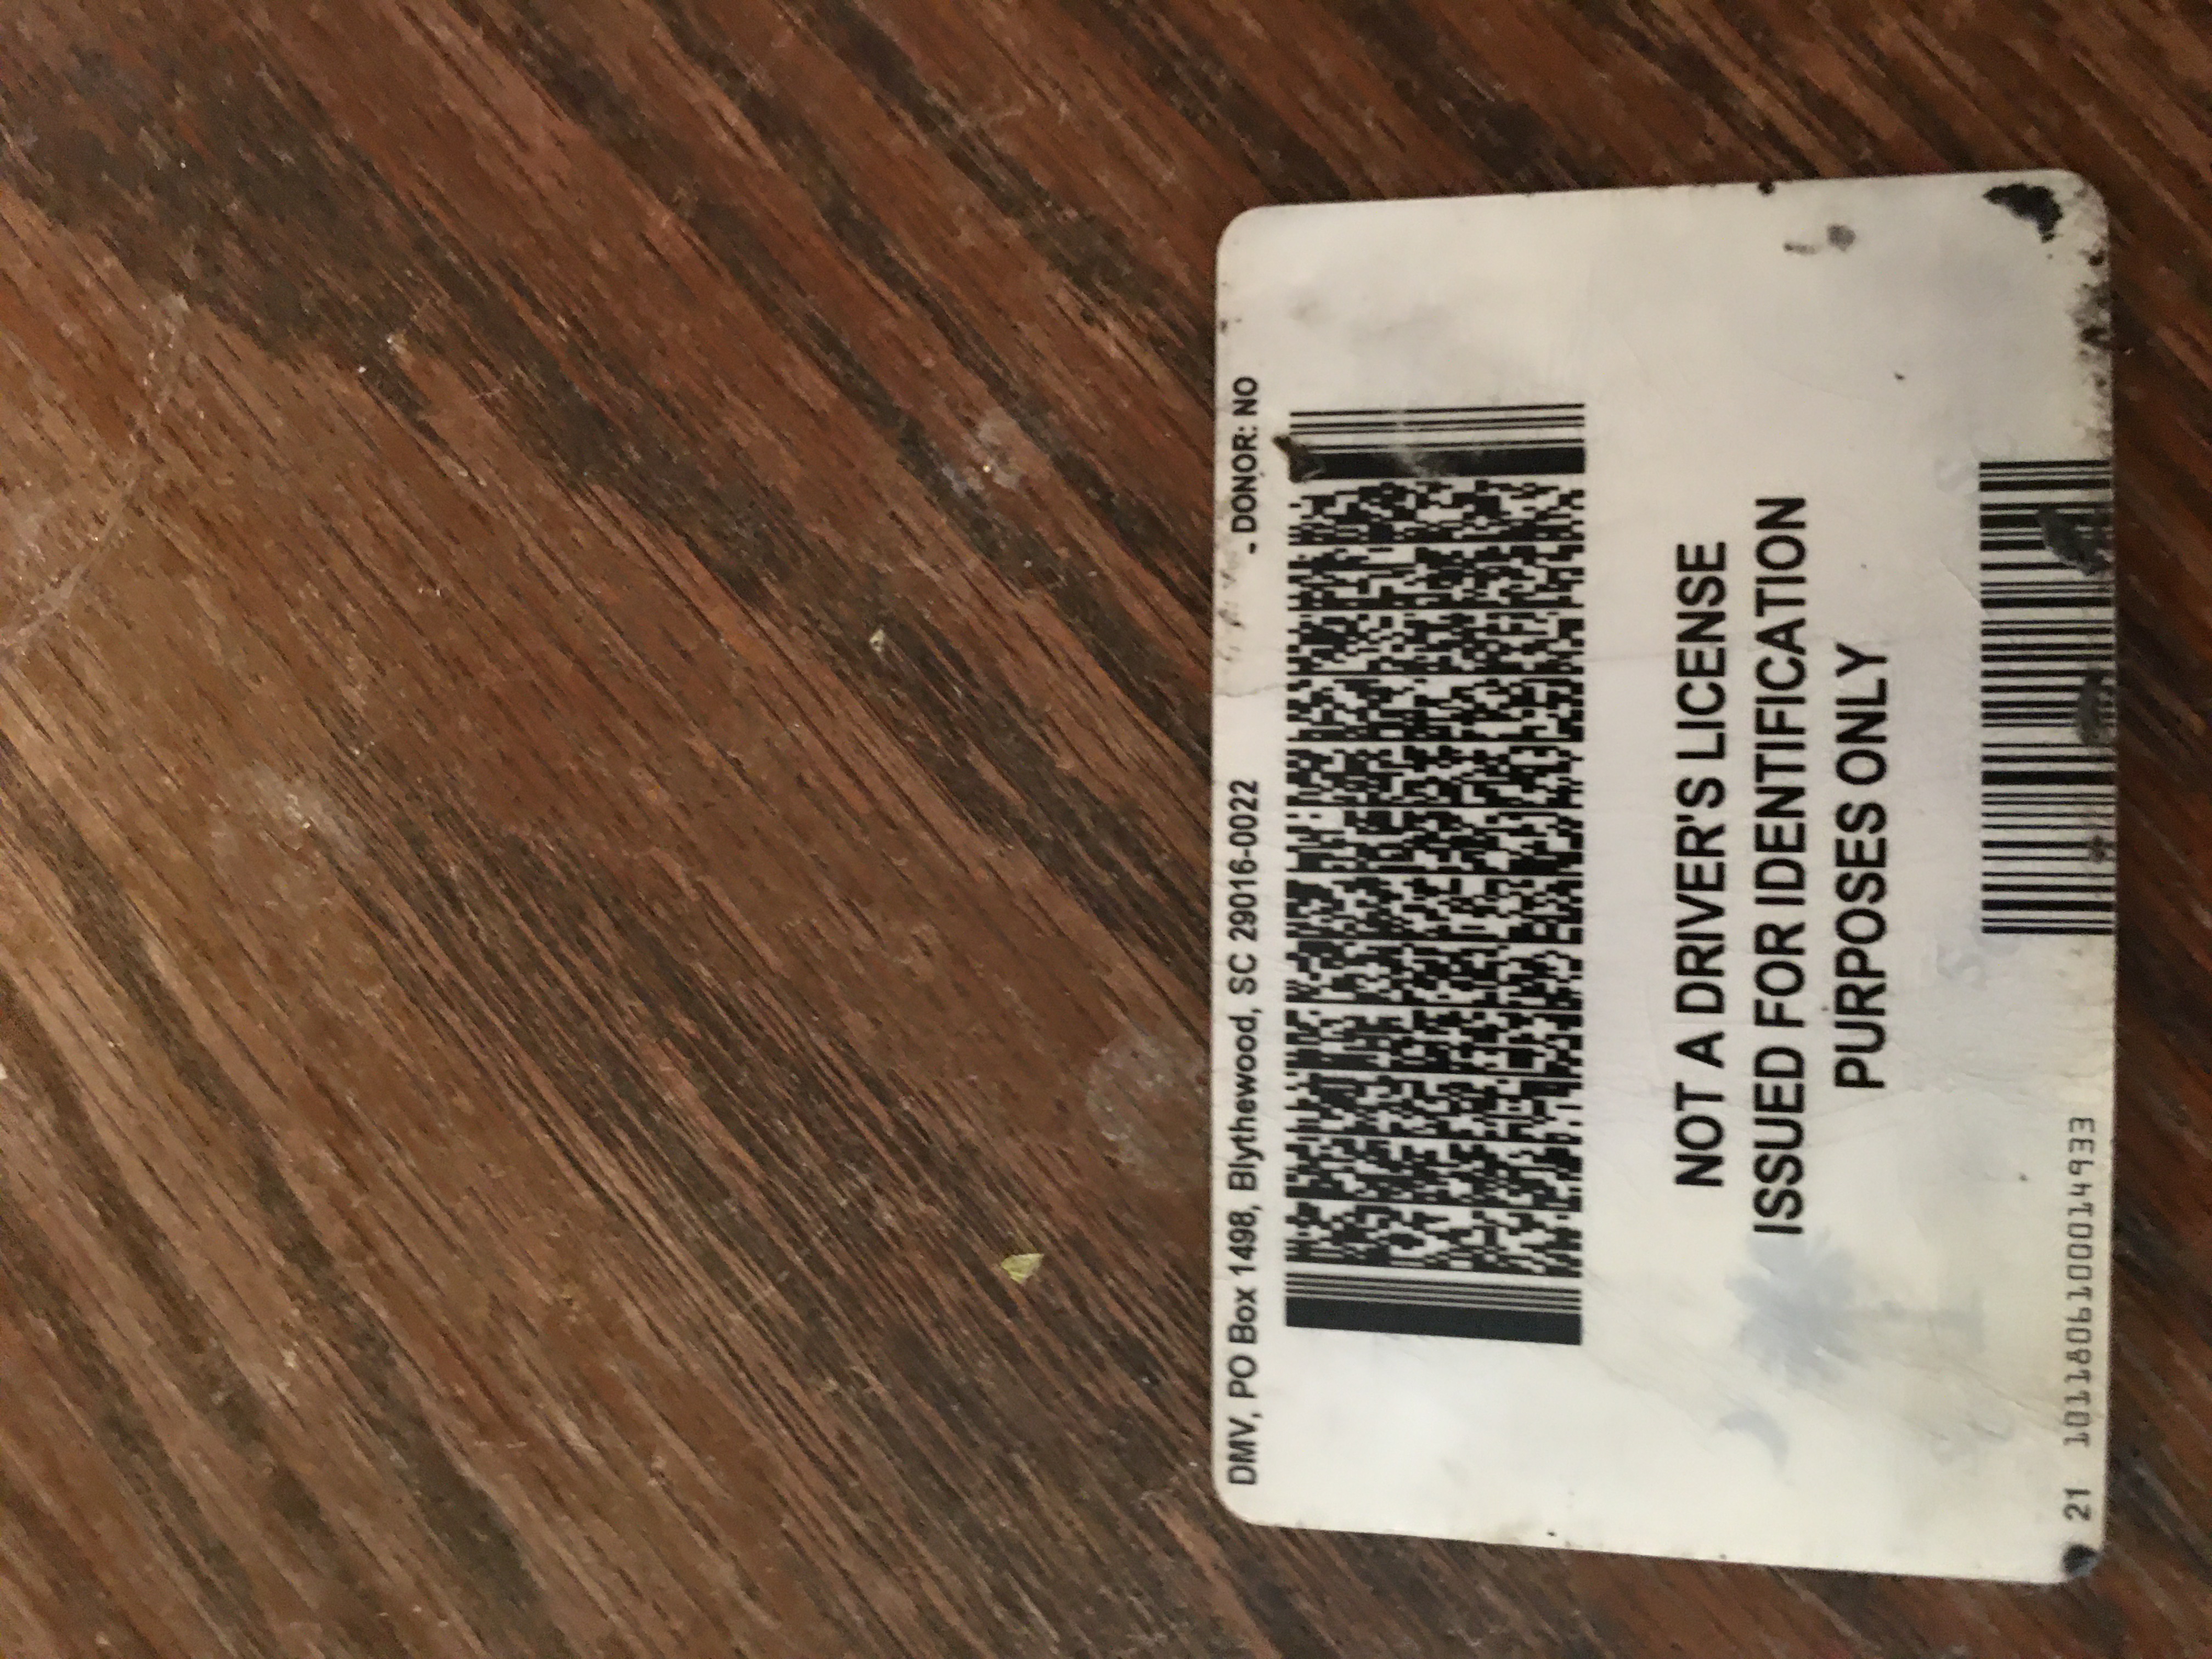 DMV, PO Box 1498, Blythewood, SC 29016-0022 - DONOR: NO
NOT A DRIVER'S LICENSE
ISSUED FOR IDENTIFICATION
PURPOSES ONLY
21 10118061000014933